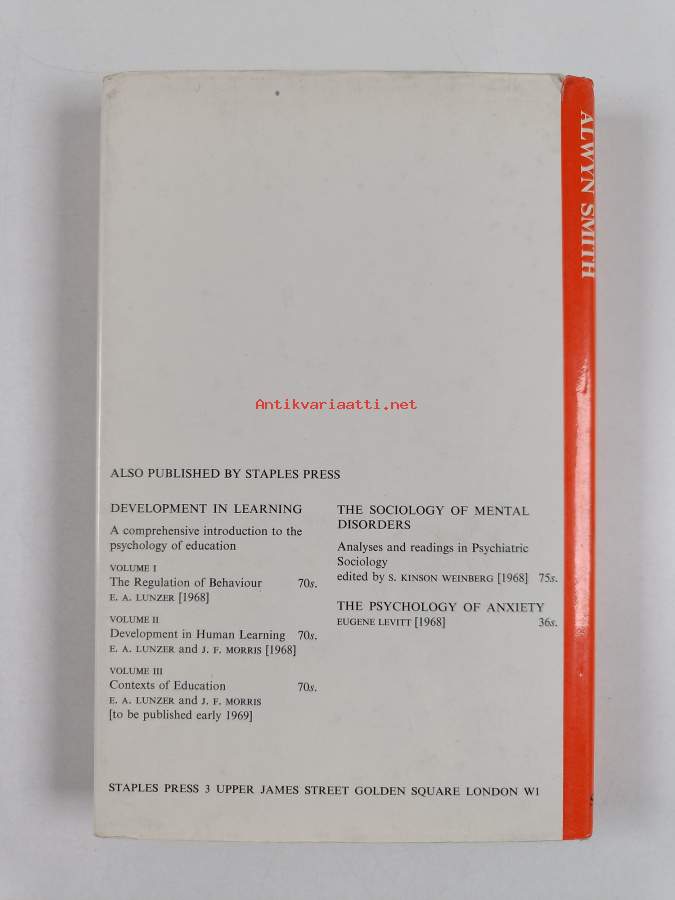 ALWYN SMITH
Antikvariaatti.net
ALSO PUBLISHED BY STAPLES PRESS
DEVELOPMENT IN LEARNING
A comprehensive introduction to the
psychology of education
VOLUME I
The Regulation of Behaviour 70s.
E. A. LUNZER [1968]
VOLUME II
Development in Human Learning 70s.
E. A. LUNZER and J. F. MORRIS [1968]
VOLUME III
Contexts of Education 70s.
E. A. LUNZER and J. F. MORRIS
[to be published early 1969]
THE SOCIOLOGY OF MENTAL
DISORDERS
Analyses and readings in Psychiatric
Sociology
edited by S. KINSON WEINBERG [1968] 75s.
THE PSYCHOLOGY OF ANXIETY
EUGENE LEVITT [1968] 36s.
STAPLES PRESS 3 UPPER JAMES STREET GOLDEN SQUARE LONDON W1